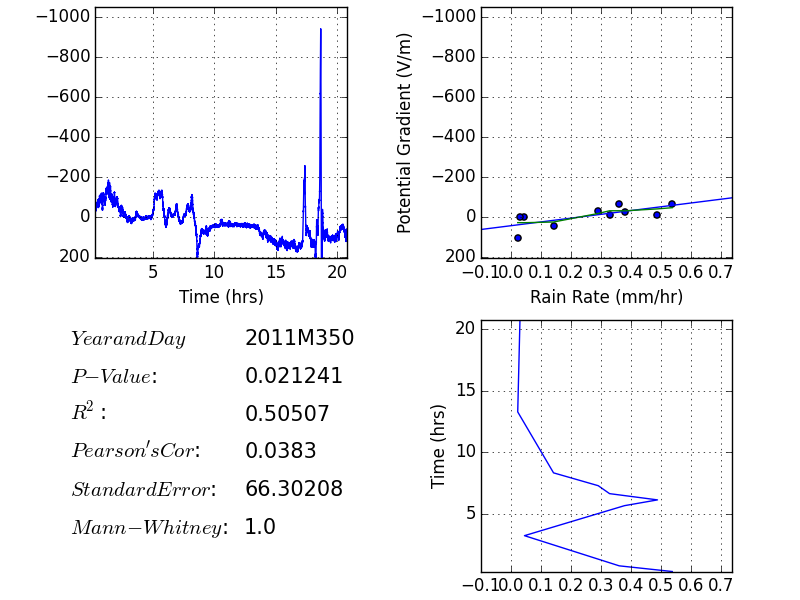 −1000
−800
−600
−400
−200
0
200
5 10 15 20
Time (hrs)
Potential Gradient (V/m)
−1000
−800
−600
−400
−200
0
200
−0.1 0.0 0.1 0.2 0.3 0.4 0.5 0.6 0.7
Rain Rate (mm/hr)
YearandDay 2011M350
P−Value: 0.021241
R²: 0.50507
Pearson'sCor: 0.0383
StandardError: 66.30208
Mann−Whitney: 1.0
Time (hrs)
20
15
10
5
−0.1 0.0 0.1 0.2 0.3 0.4 0.5 0.6 0.7